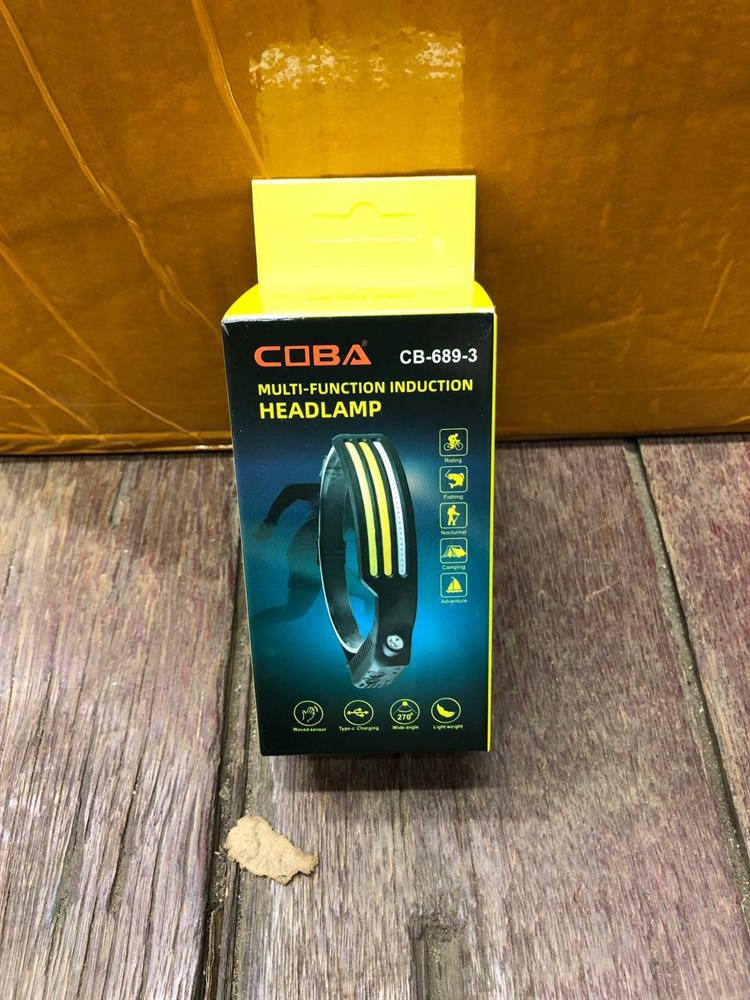 HEADLAMP
COBA® CB-689-3
MULTI-FUNCTION INDUCTION
HEADLAMP
Riding
Fishing
Nocturnal
Camping
Adventure
270°
Waved sensor Type-c Charging Wide angle Light weight